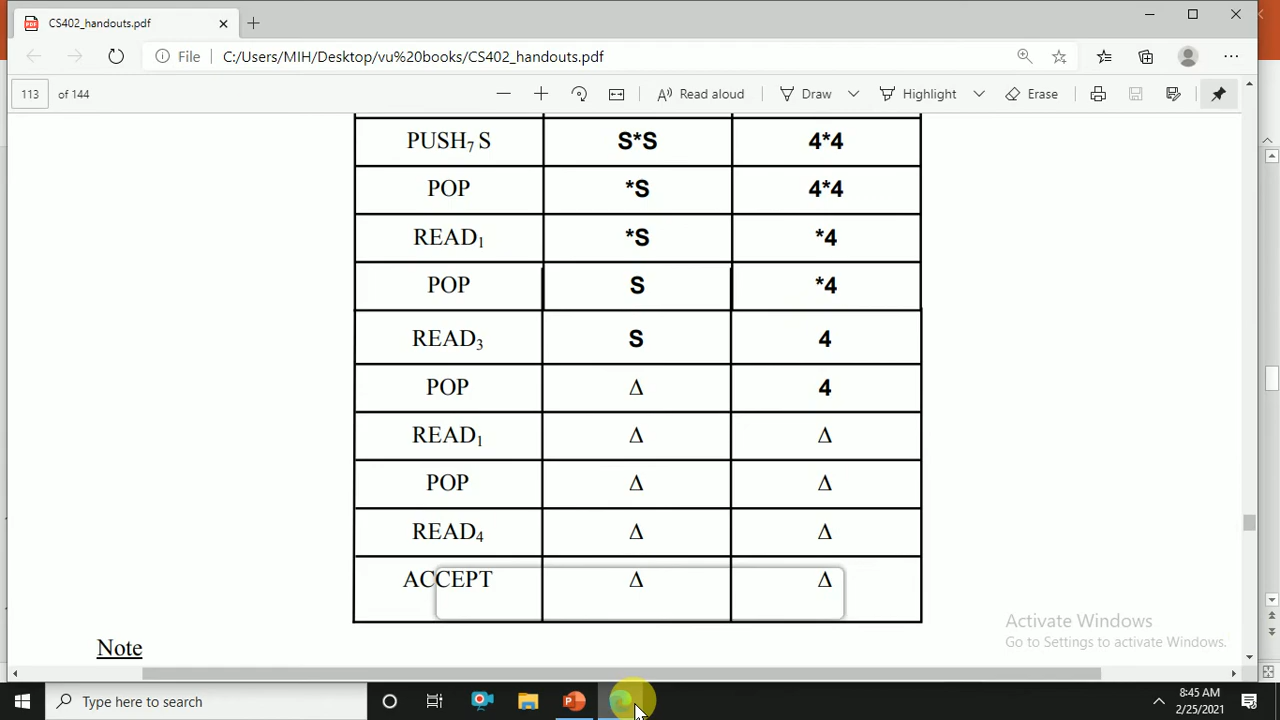 CS402_handouts.pdf
File C:/Users/MIH/Desktop/vu%20books/CS402_handouts.pdf
113 of 144 Read aloud Draw Highlight Erase
PUSH₇ S S*S 4*4
POP *S 4*4
READ₁ *S *4
POP S *4
READ₃ S 4
POP Δ 4
READ₁ Δ Δ
POP Δ Δ
READ₄ Δ Δ
ACCEPT Δ Δ
Note
Activate Windows
Go to Settings to activate Windows.
Type here to search
8:45 AM
2/25/2021